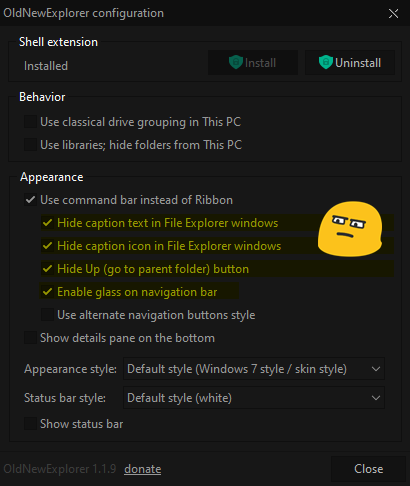 OldNewExplorer configuration
Shell extension
Installed
Install
Uninstall
Behavior
Use classical drive grouping in This PC
Use libraries; hide folders from This PC
Appearance
Use command bar instead of Ribbon
Hide caption text in File Explorer windows
Hide caption icon in File Explorer windows
Hide Up (go to parent folder) button
Enable glass on navigation bar
Use alternate navigation buttons style
Show details pane on the bottom
Appearance style: Default style (Windows 7 style / skin style)
Status bar style: Default style (white)
Show status bar
OldNewExplorer 1.1.9 donate
Close